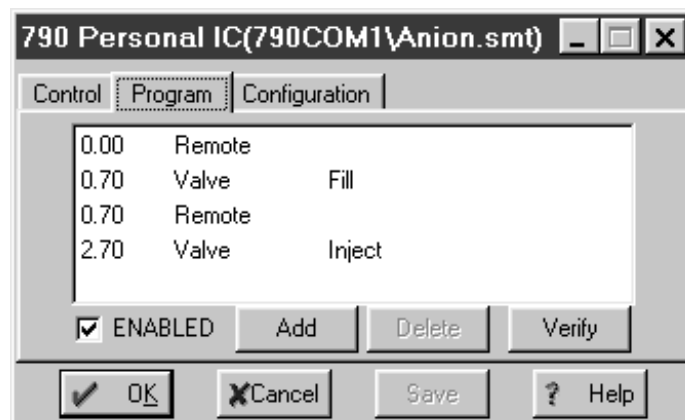 790 Personal IC(790COM1\Anion.smt)
Control Program Configuration
0.00 Remote
0.70 Valve Fill
0.70 Remote
2.70 Valve Inject
ENABLED Add Delete Verify
OK Cancel Save ? Help